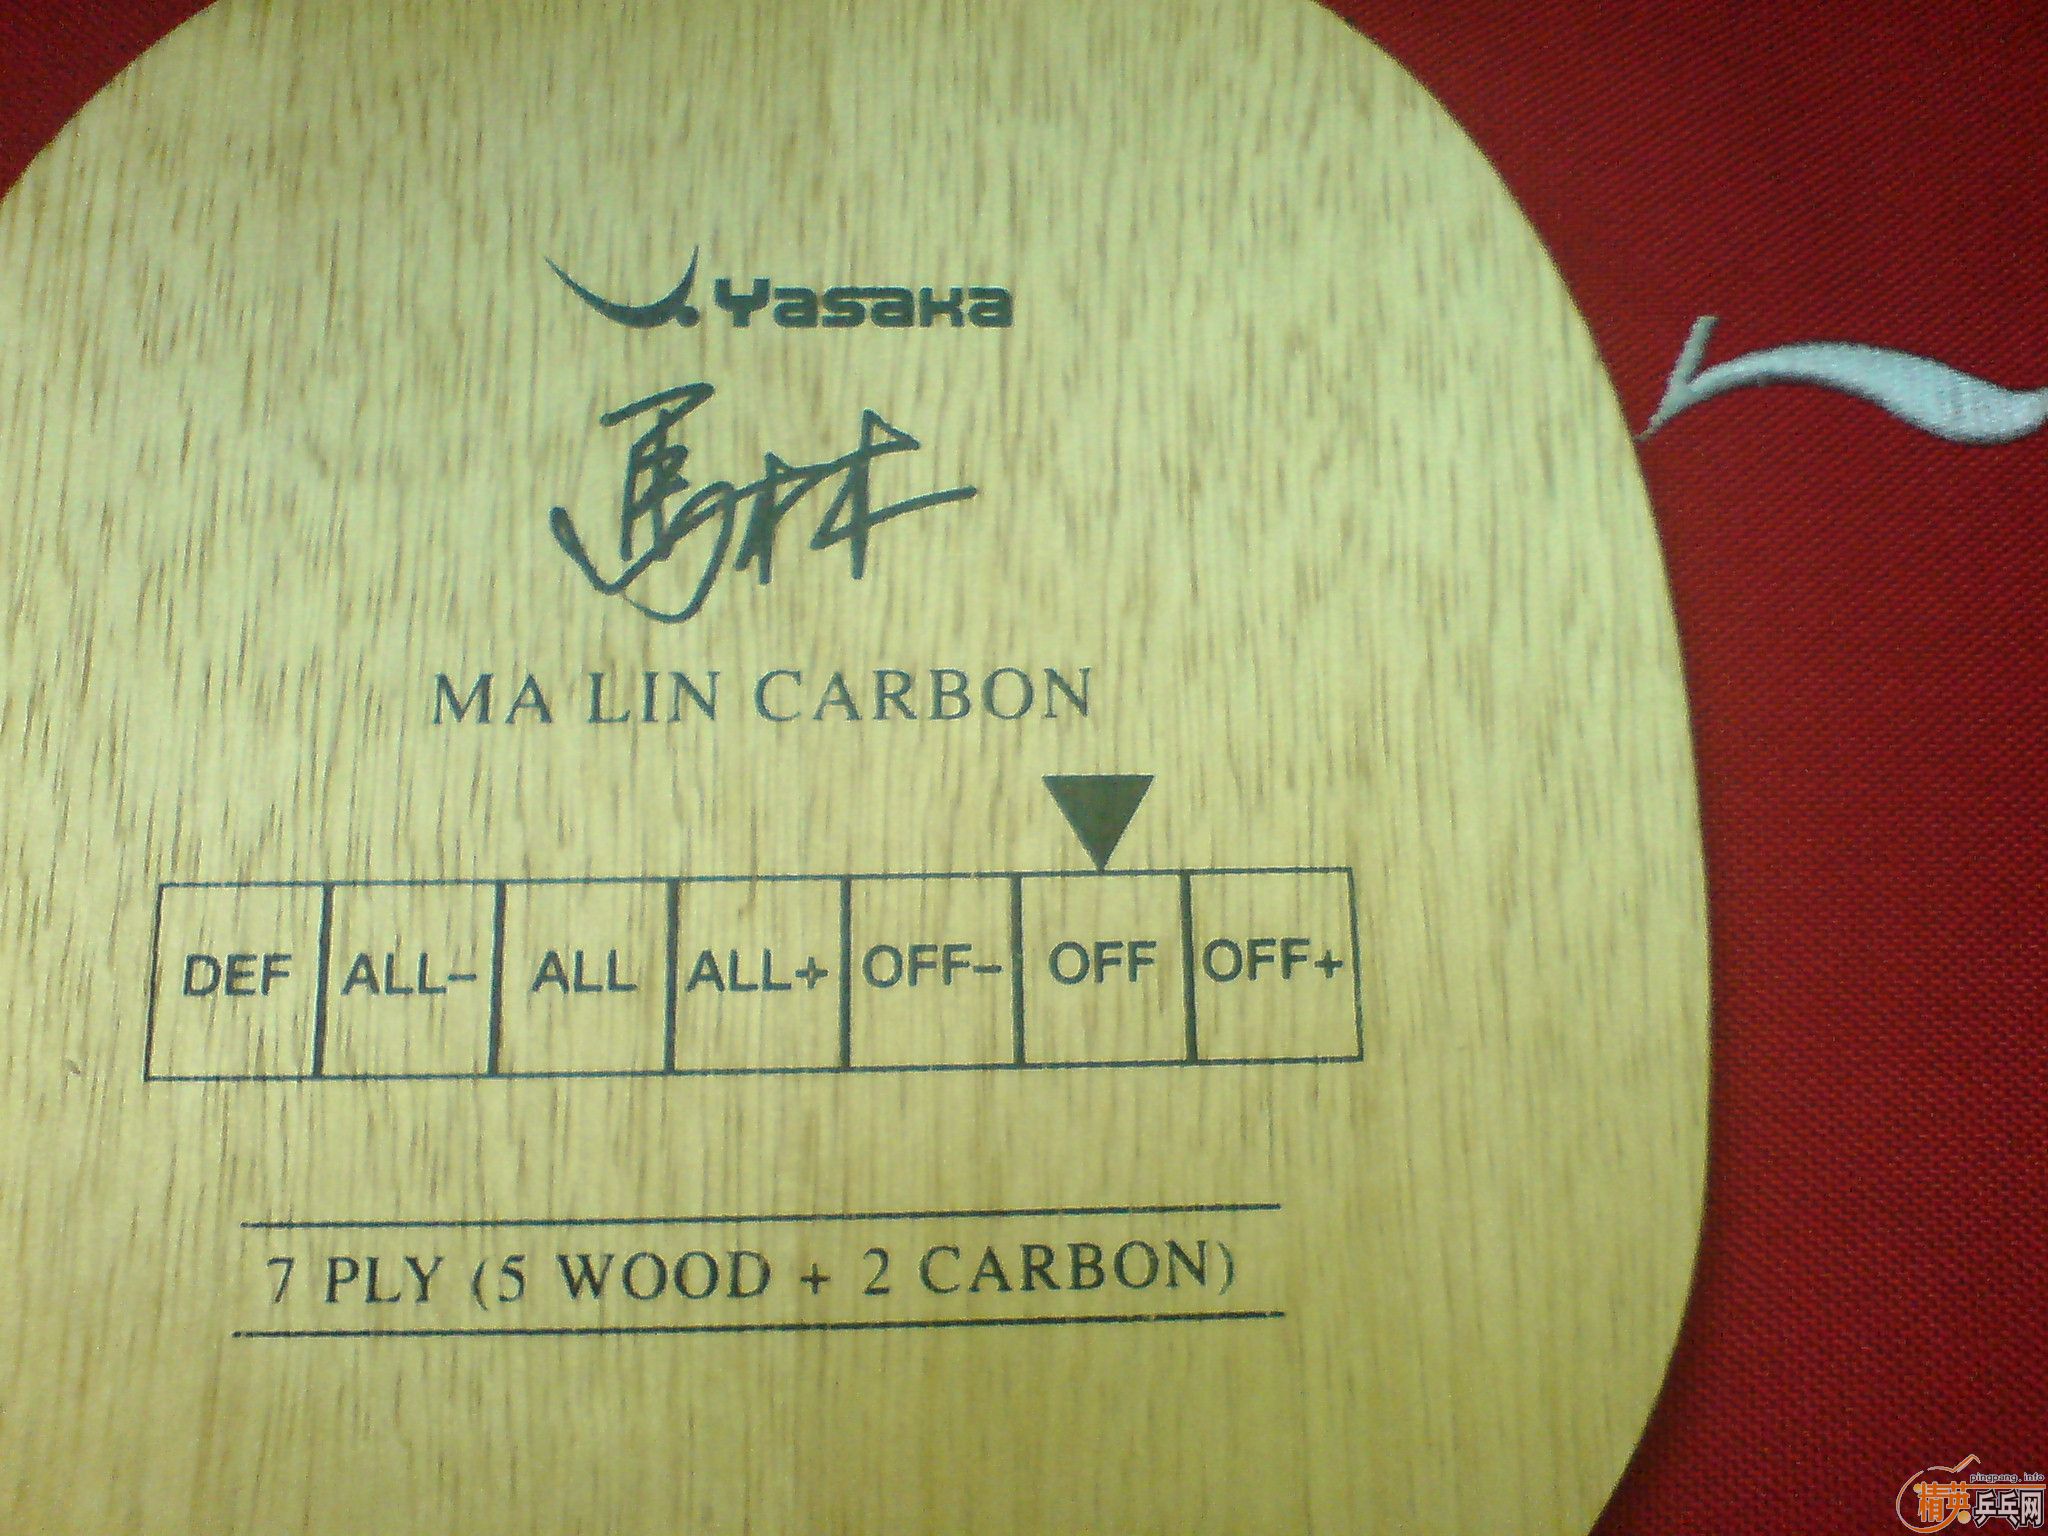 Yasaka
馬林
MA LIN CARBON
DEF ALL- ALL ALL+ OFF- OFF OFF+
7 PLY (5 WOOD + 2 CARBON)
pingpang.info
精英乒乓网